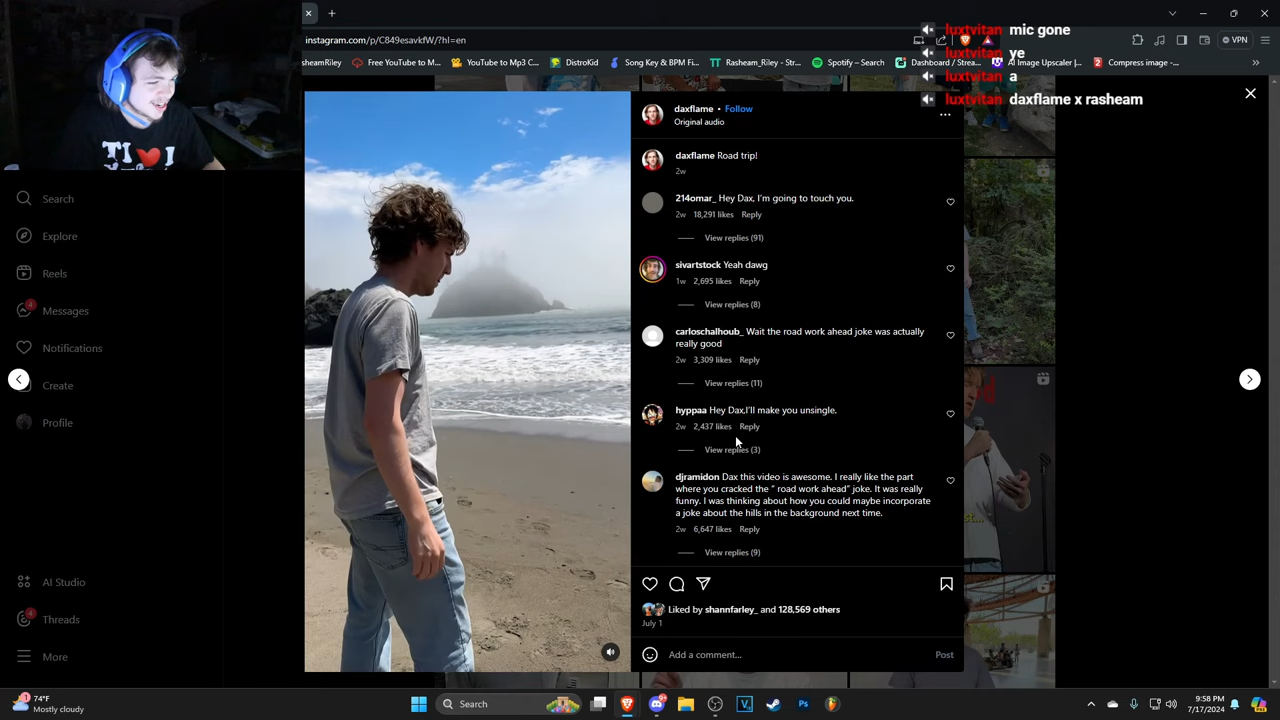 instagram.com/p/C849esavkfW/?hl=en
VPN
luxtvitan mic gone
luxtvitan ye
luxtvitan a
luxtvitan daxflame x rasheam
sheamRiley
Free YouTube to M...
YouTube to Mp3 Co...
DistroKid
Song Key & BPM Fi...
Rasheam_Riley - Str...
Spotify – Search
Dashboard / Strea...
AI Image Upscaler |...
Compress image -...
TI I
Search
Explore
Reels
4
Messages
Notifications
Create
Profile
AI Studio
4
Threads
More
daxflame • Follow
Original audio
daxflame Road trip!
2w
214omar_ Hey Dax, I'm going to touch you.
2w 18,291 likes Reply
View replies (91)
sivartstock Yeah dawg
1w 2,695 likes Reply
View replies (8)
carloschalhoub_ Wait the road work ahead joke was actually
really good
2w 3,309 likes Reply
View replies (11)
hyppaa Hey Dax,I'll make you unsingle.
2w 2,437 likes Reply
View replies (3)
djramidon Dax this video is awesome. I really like the part
where you cracked the " road work ahead" joke. It was really
funny. I was thinking about how you could maybe incorporate
a joke about the hills in the background next time.
2w 6,647 likes Reply
View replies (9)
Liked by shannfarley_ and 128,569 others
July 1
Add a comment...
Post
st...
1
74°F
Mostly cloudy
Search
9+
9:58 PM
7/17/2024